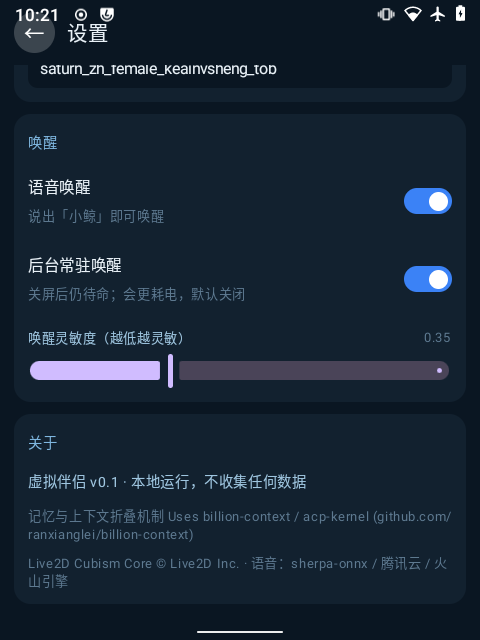 10:21
设置
saturn_zh_female_keainvsheng_tob
唤醒
语音唤醒
说出「小鲸」即可唤醒
后台常驻唤醒
关屏后仍待命；会更耗电，默认关闭
唤醒灵敏度（越低越灵敏） 0.35
关于
虚拟伴侣 v0.1 · 本地运行，不收集任何数据
记忆与上下文折叠机制 Uses billion-context / acp-kernel (github.com/
ranxianglei/billion-context)
Live2D Cubism Core © Live2D Inc. · 语音：sherpa-onnx / 腾讯云 / 火
山引擎